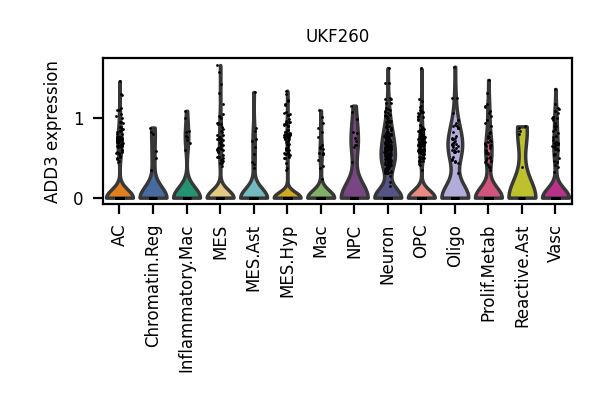 UKF260
ADD3 expression
1
0
AC
Chromatin.Reg
Inflammatory.Mac
MES
MES.Ast
MES.Hyp
Mac
NPC
Neuron
OPC
Oligo
Prolif.Metab
Reactive.Ast
Vasc